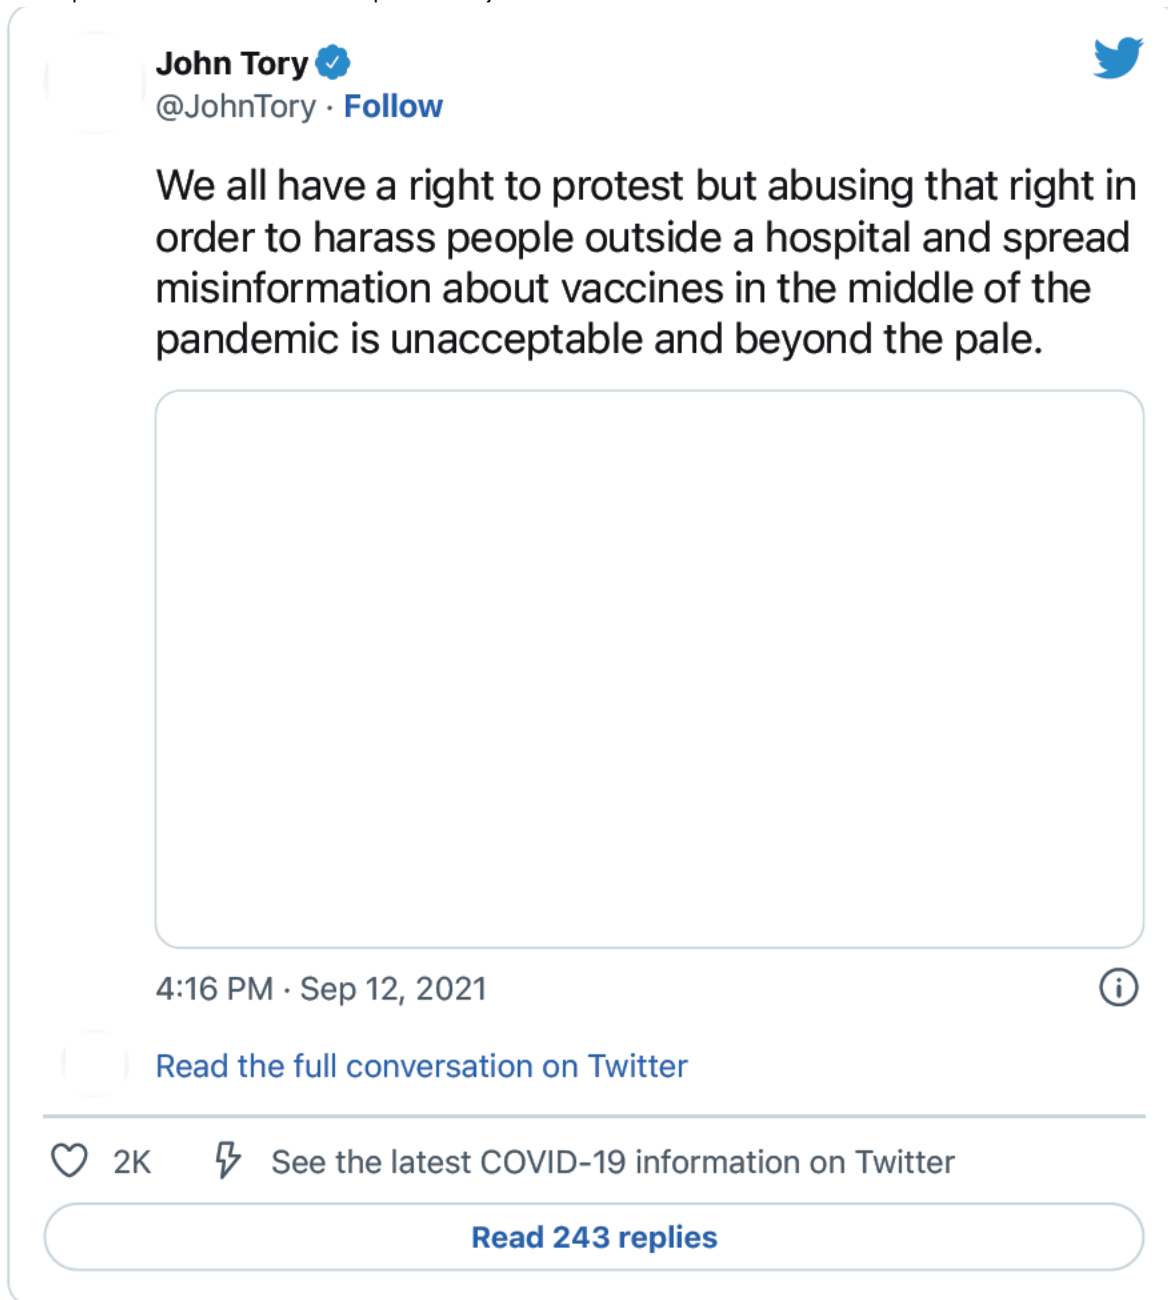 John Tory
@JohnTory · Follow
We all have a right to protest but abusing that right in
order to harass people outside a hospital and spread
misinformation about vaccines in the middle of the
pandemic is unacceptable and beyond the pale.
4:16 PM · Sep 12, 2021
Read the full conversation on Twitter
2K See the latest COVID-19 information on Twitter
Read 243 replies